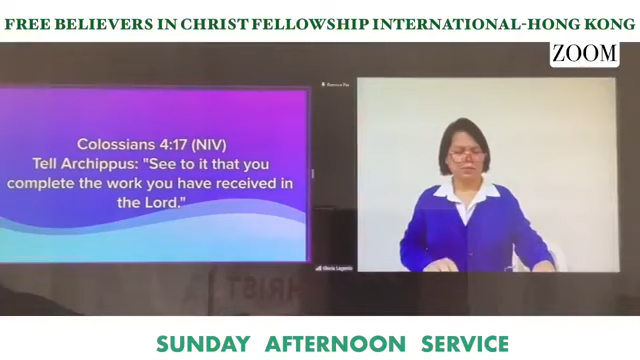 FREE BELIEVERS IN CHRIST FELLOWSHIP INTERNATIONAL-HONG KONG
ZOOM
Colossians 4:17 (NIV)
Tell Archippus: "See to it that you
complete the work you have received in
the Lord."
SUNDAY AFTERNOON SERVICE